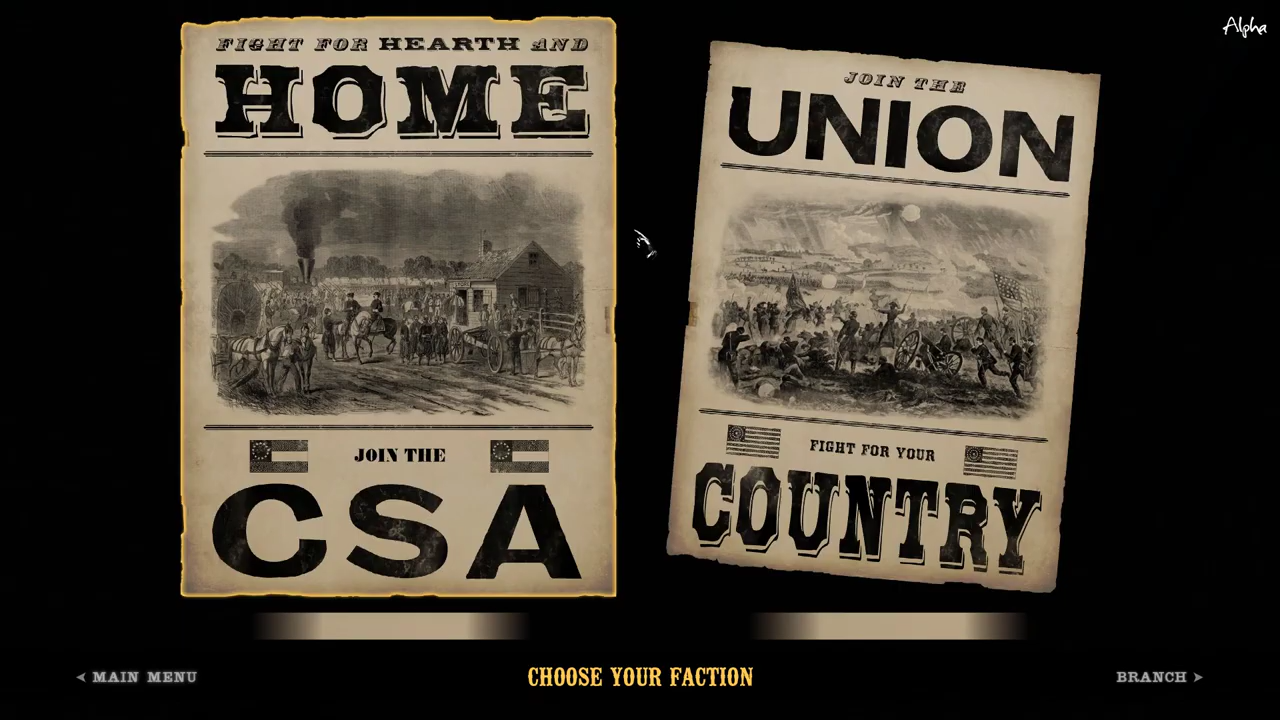 Alpha
FIGHT FOR HEARTH AND
HOME
JOIN THE
CSA
JOIN THE
UNION
FIGHT FOR YOUR
COUNTRY
MAIN MENU
CHOOSE YOUR FACTION
BRANCH